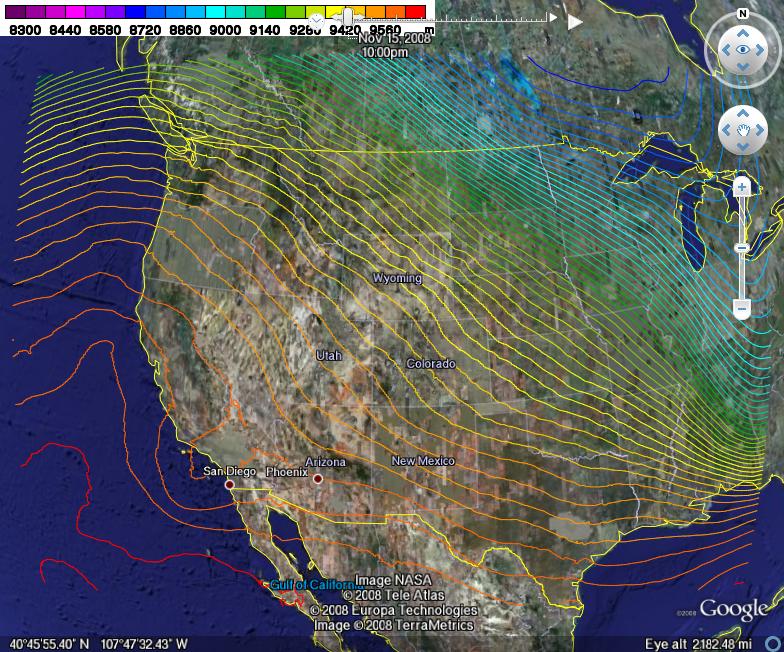 8300 8440 8580 8720 8860 9000 9140 9280 9420 9560 m
Nov 15, 2008
10:00pm
N
Wyoming
Utah
Colorado
Arizona
New Mexico
San Diego
Phoenix
Gulf of California
Image NASA
© 2008 Tele Atlas
© 2008 Europa Technologies
Image © 2008 TerraMetrics
©2008 Google
40°45'55.40" N 107°47'32.43" W
Eye alt 2182.48 mi